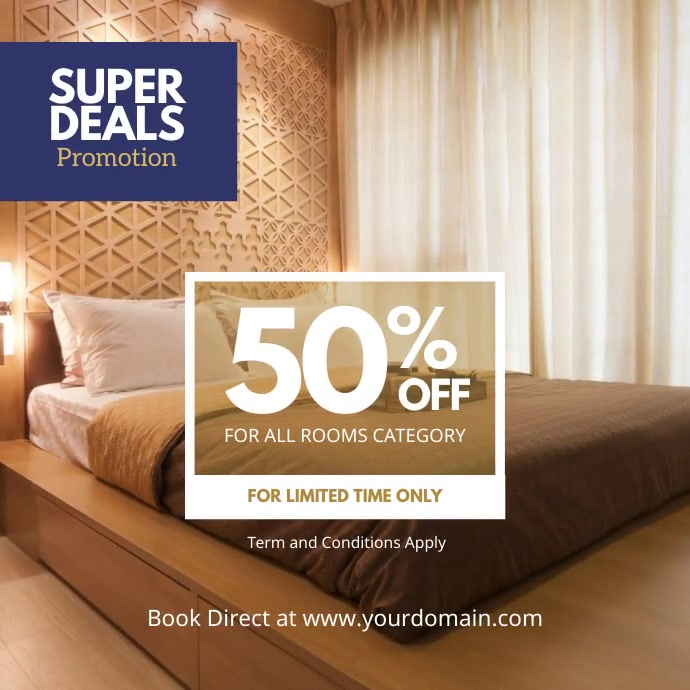 SUPER
DEALS
Promotion
50%
OFF
FOR ALL ROOMS CATEGORY
FOR LIMITED TIME ONLY
Term and Conditions Apply
Book Direct at www.yourdomain.com